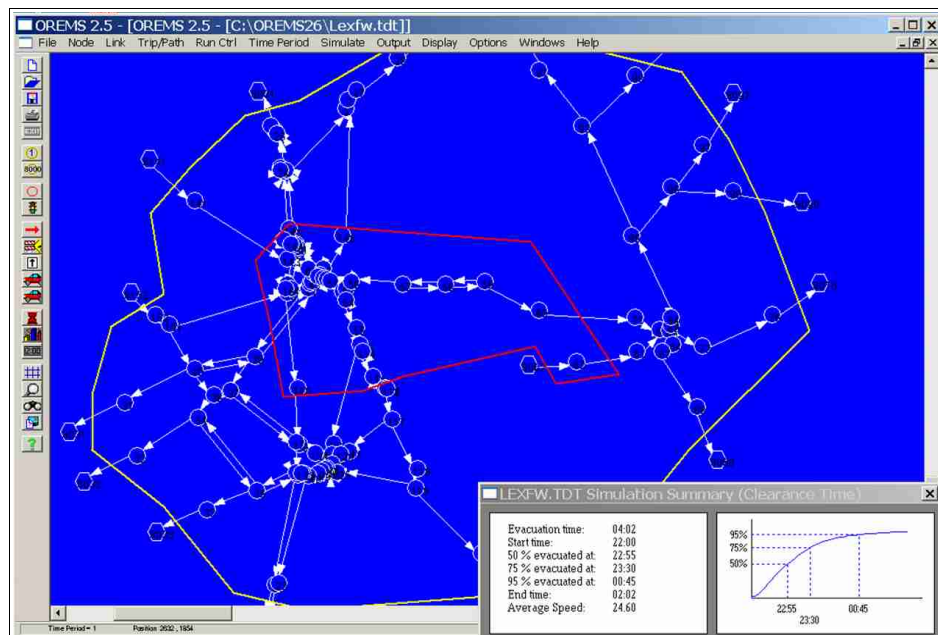 OREMS 2.5 - [OREMS 2.5 - [C:\OREMS26\Lexfw.tdt]
File Node Link Trip/Path Run Ctrl Time Period Simulate Output Display Options Windows Help
1
8000
2:00
?
LEXFW.TDT Simulation Summary (Clearance Time)
Evacuation time: 04:02
Start time: 22:00
50 % evacuated at: 22:55
75 % evacuated at: 23:30
95 % evacuated at: 00:45
End time: 02:02
Average Speed: 24.60
95%
75%
50%
22:55 00:45
23:30
Time Period= 1 Position 2632 , 1854